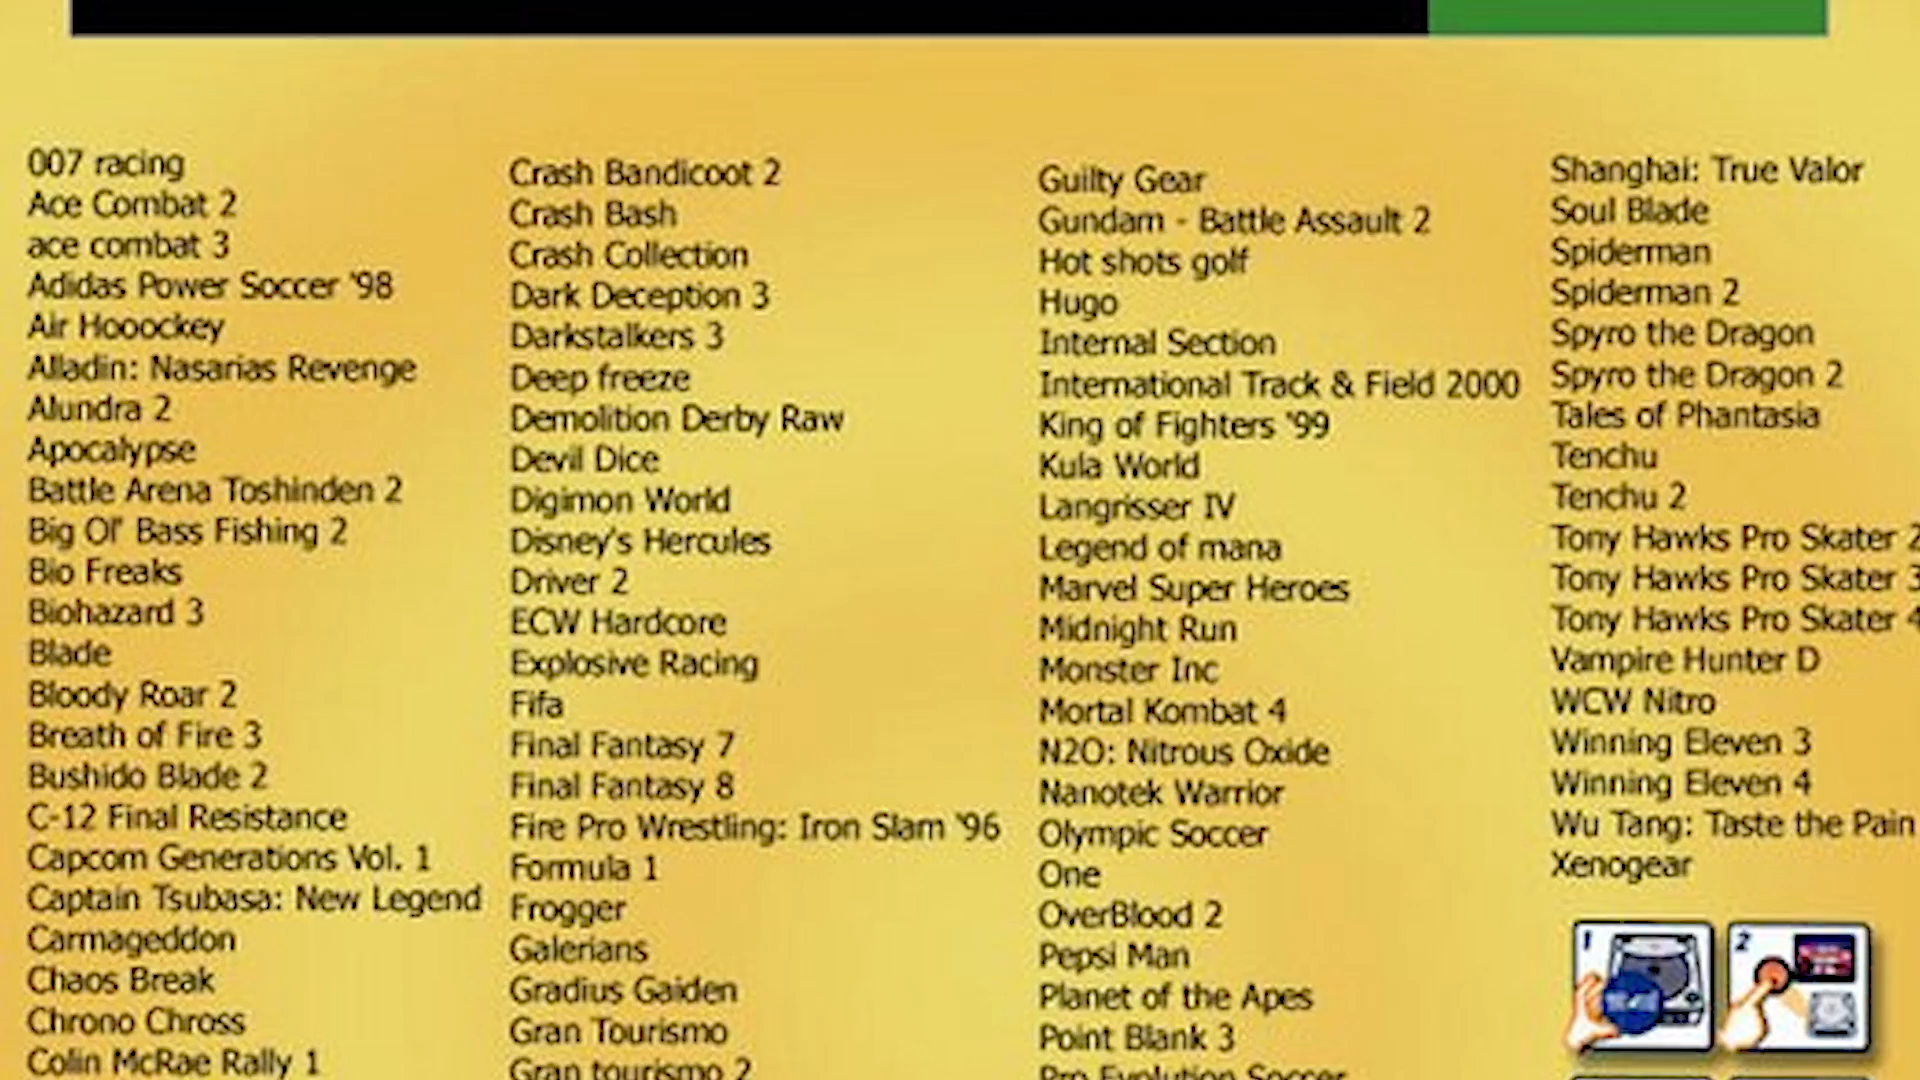 007 racing
Ace Combat 2
ace combat 3
Adidas Power Soccer '98
Air Hooockey
Alladin: Nasarias Revenge
Alundra 2
Apocalypse
Battle Arena Toshinden 2
Big Ol' Bass Fishing 2
Bio Freaks
Biohazard 3
Blade
Bloody Roar 2
Breath of Fire 3
Bushido Blade 2
C-12 Final Resistance
Capcom Generations Vol. 1
Captain Tsubasa: New Legend
Carmageddon
Chaos Break
Chrono Chross
Colin McRae Rally 1
Crash Bandicoot 2
Crash Bash
Crash Collection
Dark Deception 3
Darkstalkers 3
Deep freeze
Demolition Derby Raw
Devil Dice
Digimon World
Disney's Hercules
Driver 2
ECW Hardcore
Explosive Racing
Fifa
Final Fantasy 7
Final Fantasy 8
Fire Pro Wrestling: Iron Slam '96
Formula 1
Frogger
Galerians
Gradius Gaiden
Gran Tourismo
Gran tourismo 2
Guilty Gear
Gundam - Battle Assault 2
Hot shots golf
Hugo
Internal Section
International Track & Field 2000
King of Fighters '99
Kula World
Langrisser IV
Legend of mana
Marvel Super Heroes
Midnight Run
Monster Inc
Mortal Kombat 4
N2O: Nitrous Oxide
Nanotek Warrior
Olympic Soccer
One
OverBlood 2
Pepsi Man
Planet of the Apes
Point Blank 3
Pro Evolution Soccer
Shanghai: True Valor
Soul Blade
Spiderman
Spiderman 2
Spyro the Dragon
Spyro the Dragon 2
Tales of Phantasia
Tenchu
Tenchu 2
Tony Hawks Pro Skater 2
Tony Hawks Pro Skater 3
Tony Hawks Pro Skater 4
Vampire Hunter D
WCW Nitro
Winning Eleven 3
Winning Eleven 4
Wu Tang: Taste the Pain
Xenogear
1
2